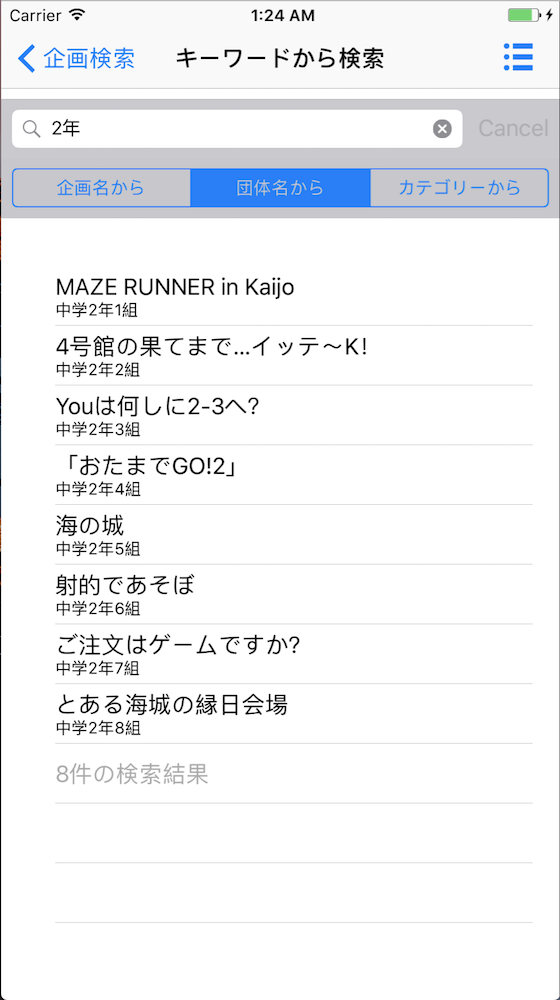 Carrier 1:24 AM
企画検索 キーワードから検索
2年 Cancel
企画名から 団体名から カテゴリーから
MAZE RUNNER in Kaijo
中学2年1組
4号館の果てまで...イッテ〜K!
中学2年2組
Youは何しに2-3へ?
中学2年3組
「おたまでGO!2」
中学2年4組
海の城
中学2年5組
射的であそぼ
中学2年6組
ご注文はゲームですか?
中学2年7組
とある海城の縁日会場
中学2年8組
8件の検索結果